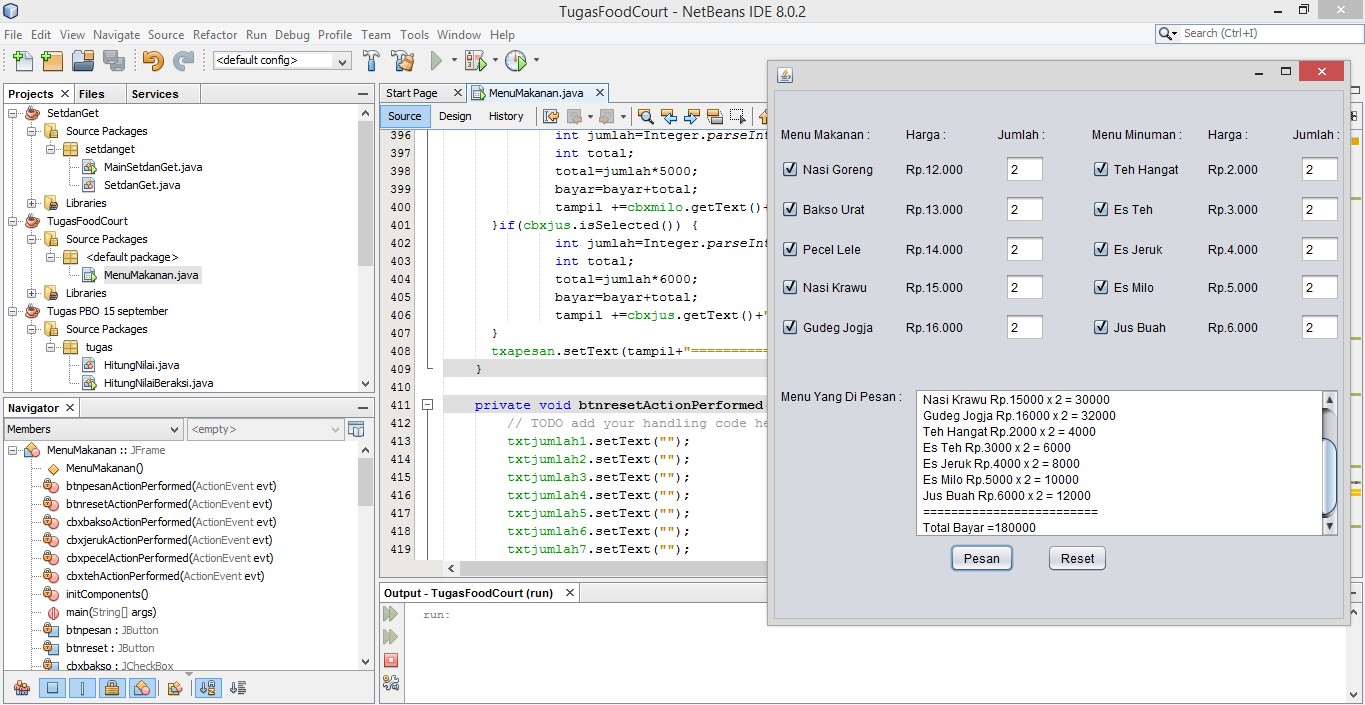 TugasFoodCourt - NetBeans IDE 8.0.2
File Edit View Navigate Source Refactor Run Debug Profile Team Tools Window Help
Search (Ctrl+I)
<default config>
Projects Files Services
SetdanGet
Source Packages
setdanget
MainSetdanGet.java
SetdanGet.java
Libraries
TugasFoodCourt
Source Packages
<default package>
MenuMakanan.java
Libraries
Tugas PBO 15 september
Source Packages
tugas
HitungNilai.java
HitungNilaiBeraksi.java
Navigator
Members <empty>
MenuMakanan :: JFrame
MenuMakanan()
btnpesanActionPerformed(ActionEvent evt)
btnresetActionPerformed(ActionEvent evt)
cbxbaksoActionPerformed(ActionEvent evt)
cbxjerukActionPerformed(ActionEvent evt)
cbxpecelActionPerformed(ActionEvent evt)
cbxtehActionPerformed(ActionEvent evt)
initComponents()
main(String[] args)
btnpesan : JButton
btnreset : JButton
cbxbakso : JCheckBox
Start Page MenuMakanan.java
Source Design History
396 int jumlah=Integer.parseInt
397 int total;
398 total=jumlah*5000;
399 bayar=bayar+total;
400 tampil +=cbxmilo.getText()+
401 }if(cbxjus.isSelected()) {
402 int jumlah=Integer.parseInt
403 int total;
404 total=jumlah*6000;
405 bayar=bayar+total;
406 tampil +=cbxjus.getText()+"
407 }
408 txapesan.setText(tampil+"==========
409 }
410
411 private void btnresetActionPerformed
412 // TODO add your handling code he
413 txtjumlah1.setText("");
414 txtjumlah2.setText("");
415 txtjumlah3.setText("");
416 txtjumlah4.setText("");
417 txtjumlah5.setText("");
418 txtjumlah6.setText("");
419 txtjumlah7.setText("");
Output - TugasFoodCourt (run)
run:
Menu Makanan : Harga : Jumlah : Menu Minuman : Harga : Jumlah :
Nasi Goreng Rp.12.000 2 Teh Hangat Rp.2.000 2
Bakso Urat Rp.13.000 2 Es Teh Rp.3.000 2
Pecel Lele Rp.14.000 2 Es Jeruk Rp.4.000 2
Nasi Krawu Rp.15.000 2 Es Milo Rp.5.000 2
Gudeg Jogja Rp.16.000 2 Jus Buah Rp.6.000 2
Menu Yang Di Pesan :
Nasi Krawu Rp.15000 x 2 = 30000
Gudeg Jogja Rp.16000 x 2 = 32000
Teh Hangat Rp.2000 x 2 = 4000
Es Teh Rp.3000 x 2 = 6000
Es Jeruk Rp.4000 x 2 = 8000
Es Milo Rp.5000 x 2 = 10000
Jus Buah Rp.6000 x 2 = 12000
=========================
Total Bayar =180000
Pesan Reset